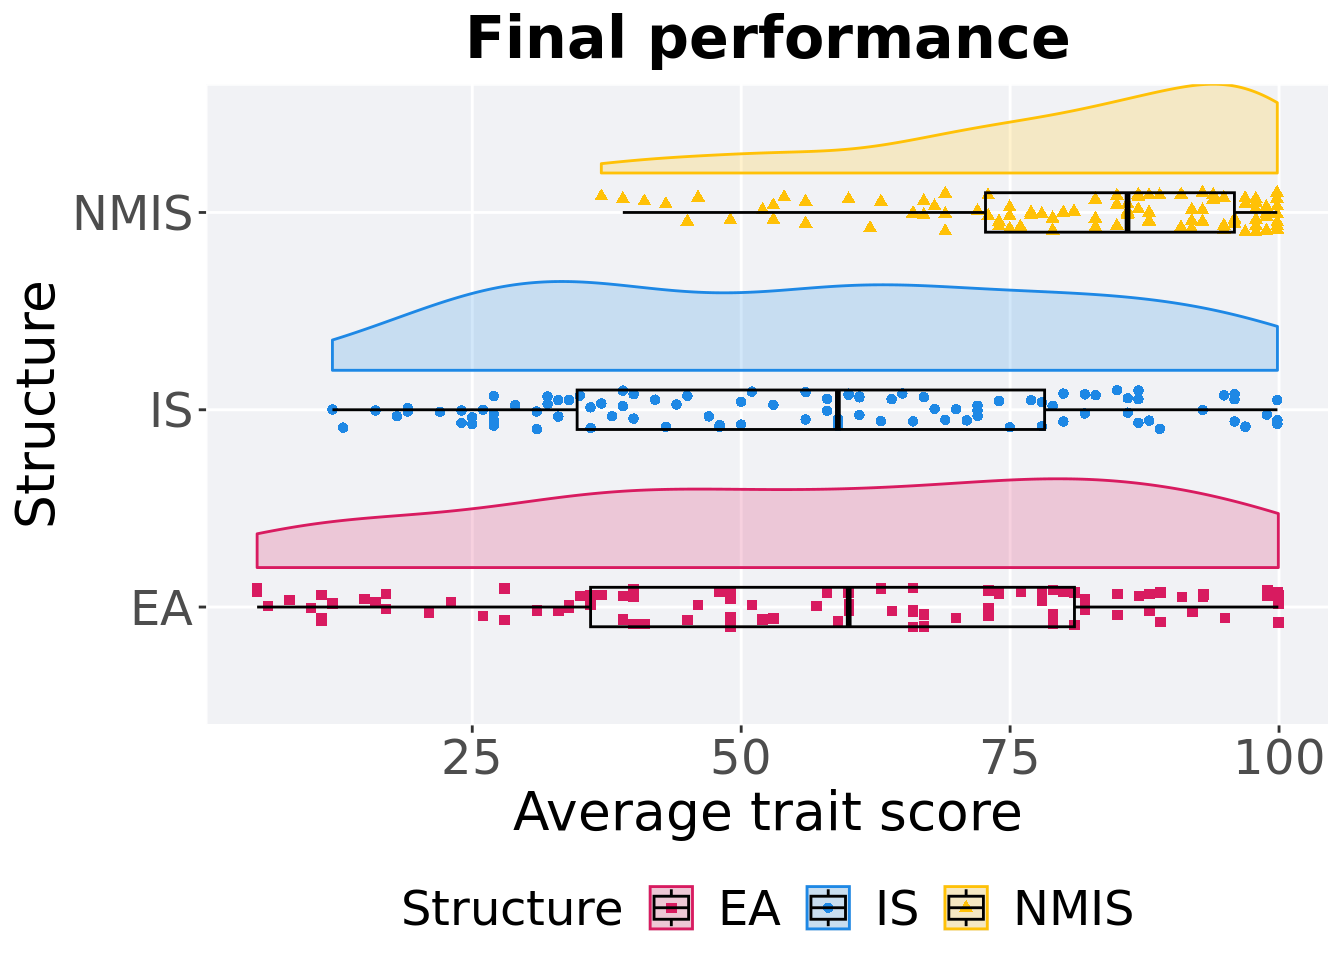 Final performance
Structure
NMIS
IS
EA
25 50 75 100
Average trait score
Structure EA IS NMIS